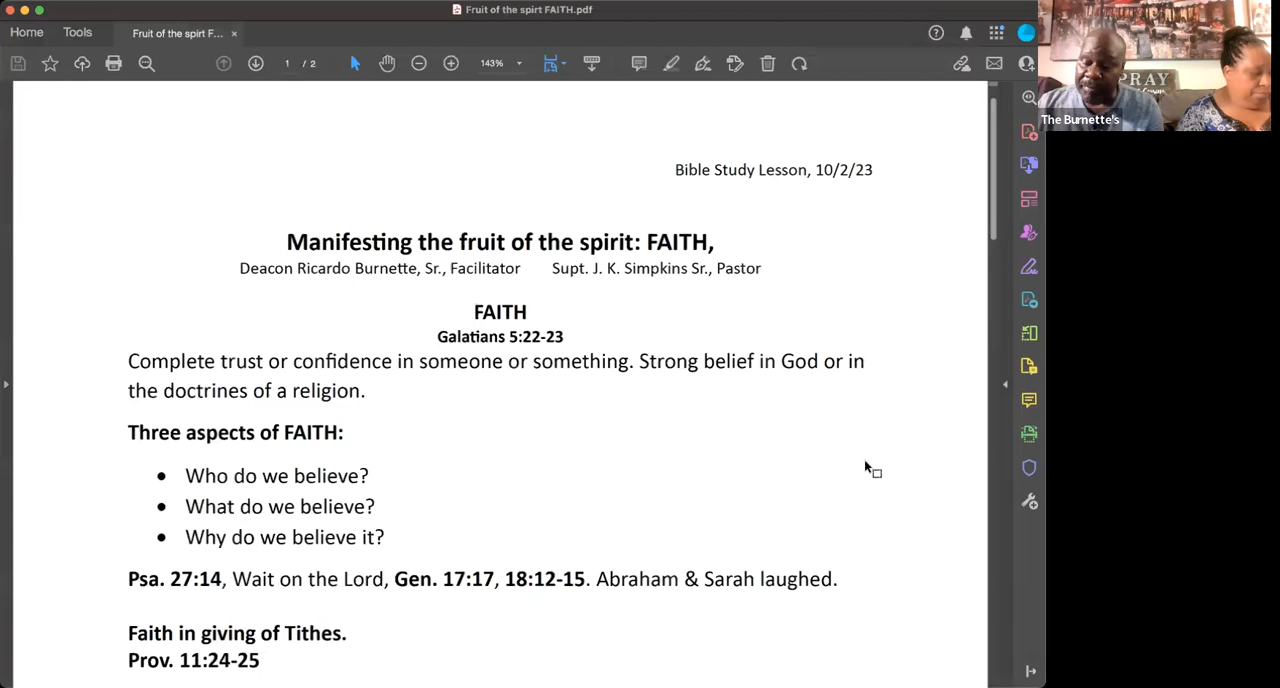 Fruit of the spirt FAITH.pdf
Home
Tools
Fruit of the spirt F... ×
1 / 2
143%
PRAY
The Burnette's
Bible Study Lesson, 10/2/23
Manifesting the fruit of the spirit: FAITH,
Deacon Ricardo Burnette, Sr., Facilitator Supt. J. K. Simpkins Sr., Pastor
FAITH
Galatians 5:22-23
Complete trust or confidence in someone or something. Strong belief in God or in
the doctrines of a religion.
Three aspects of FAITH:
• Who do we believe?
• What do we believe?
• Why do we believe it?
Psa. 27:14, Wait on the Lord, Gen. 17:17, 18:12-15. Abraham & Sarah laughed.
Faith in giving of Tithes.
Prov. 11:24-25